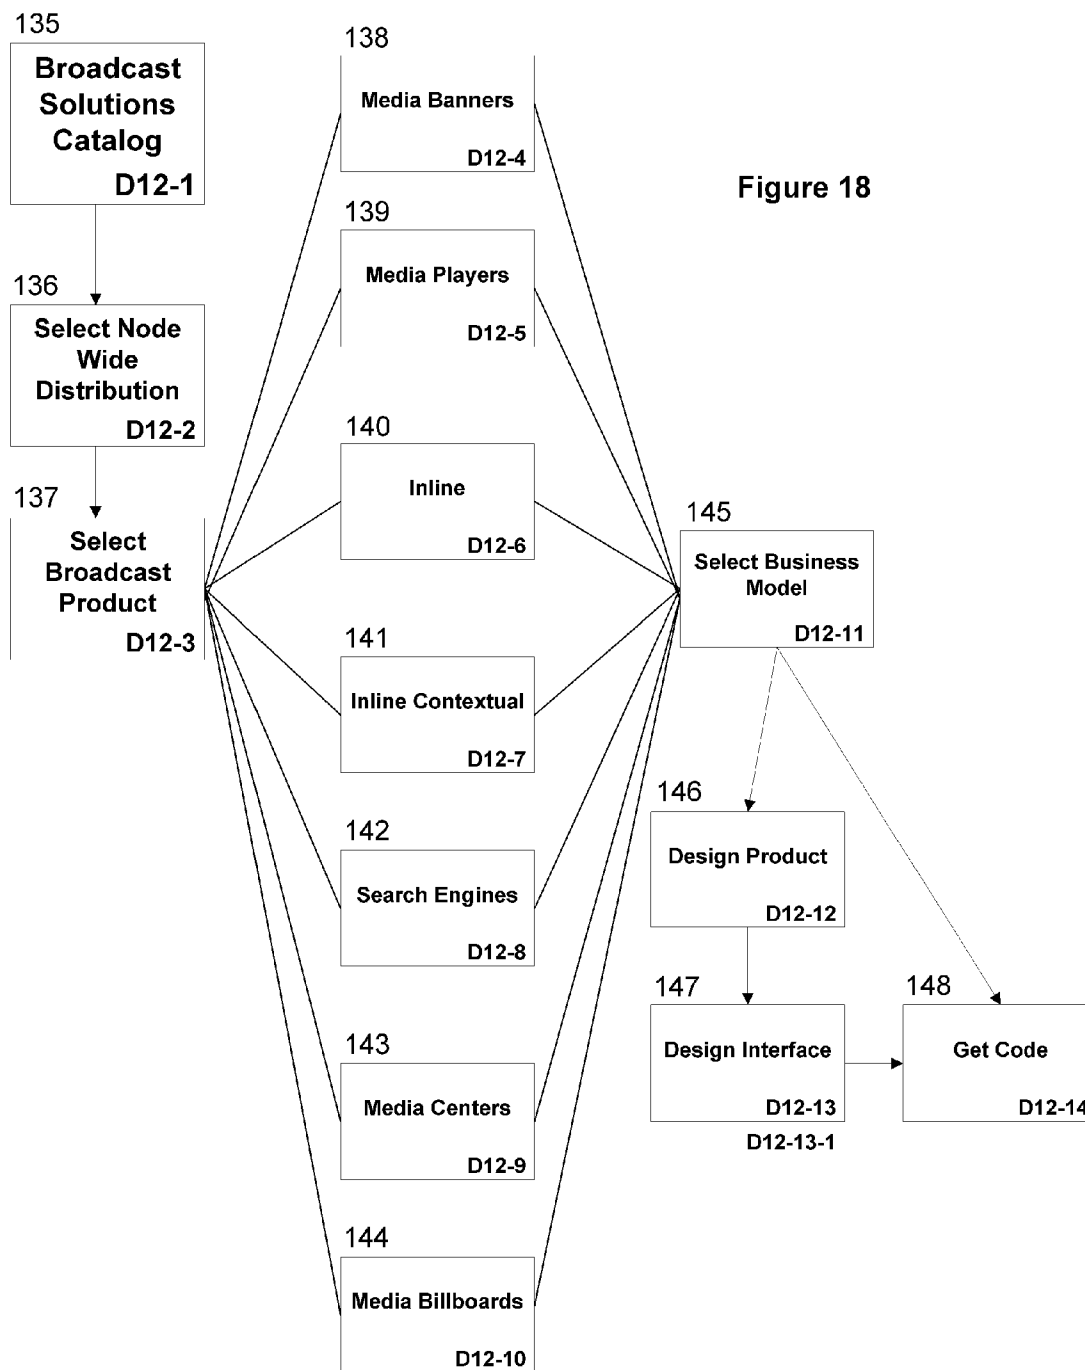 135
Broadcast
Solutions
Catalog
D12-1
136
Select Node
Wide
Distribution
D12-2
137
Select
Broadcast
Product
D12-3
138
Media Banners
D12-4
139
Media Players
D12-5
140
Inline
D12-6
141
Inline Contextual
D12-7
142
Search Engines
D12-8
143
Media Centers
D12-9
144
Media Billboards
D12-10
Figure 18
145
Select Business
Model
D12-11
146
Design Product
D12-12
147
Design Interface
D12-13
D12-13-1
148
Get Code
D12-14